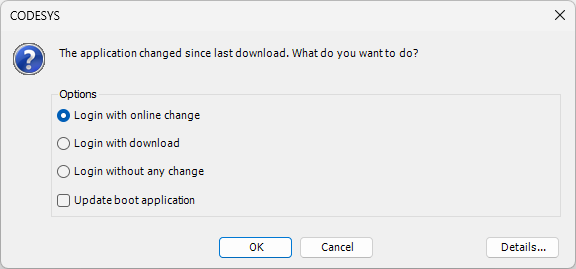 CODESYS
The application changed since last download. What do you want to do?
Options
Login with online change
Login with download
Login without any change
Update boot application
OK
Cancel
Details...